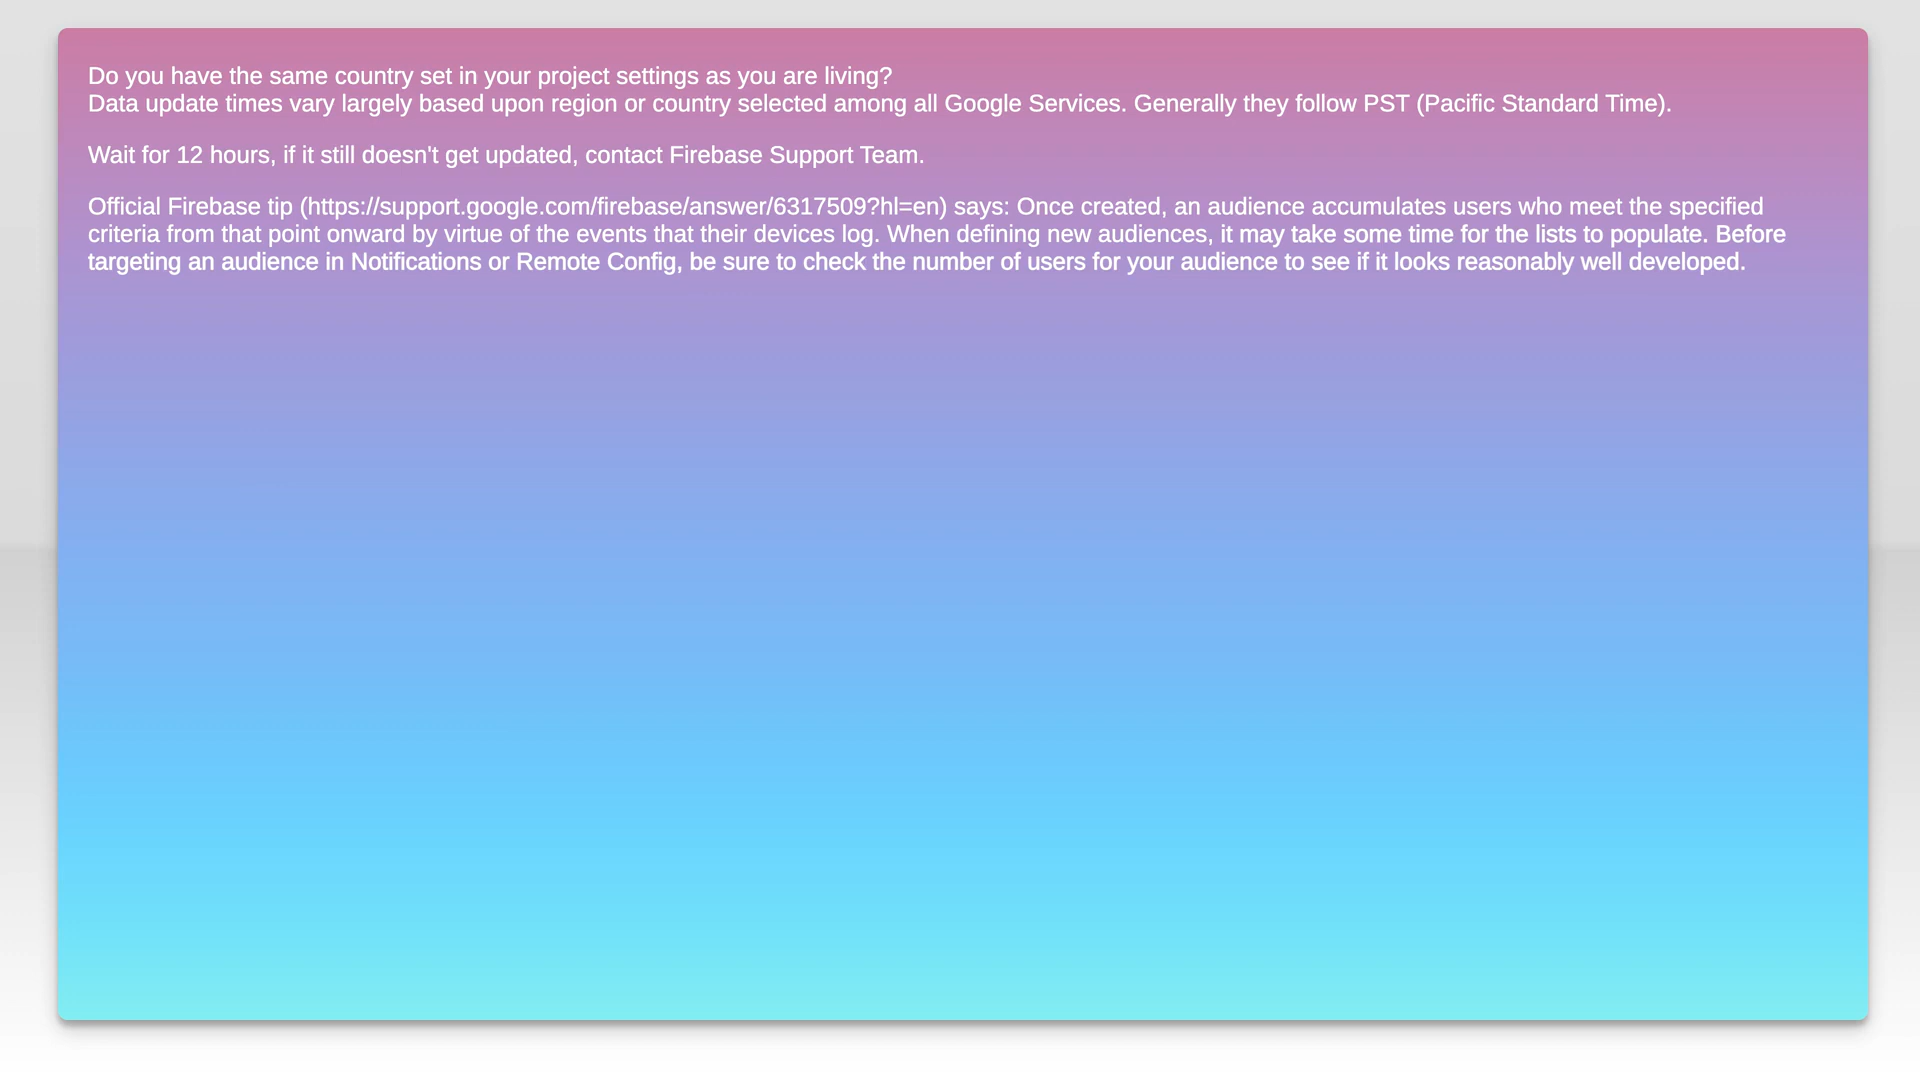 Do you have the same country set in your project settings as you are living?
Data update times vary largely based upon region or country selected among all Google Services. Generally they follow PST (Pacific Standard Time).
Wait for 12 hours, if it still doesn't get updated, contact Firebase Support Team.
Official Firebase tip (https://support.google.com/firebase/answer/6317509?hl=en) says: Once created, an audience accumulates users who meet the specified
criteria from that point onward by virtue of the events that their devices log. When defining new audiences, it may take some time for the lists to populate. Before
targeting an audience in Notifications or Remote Config, be sure to check the number of users for your audience to see if it looks reasonably well developed.